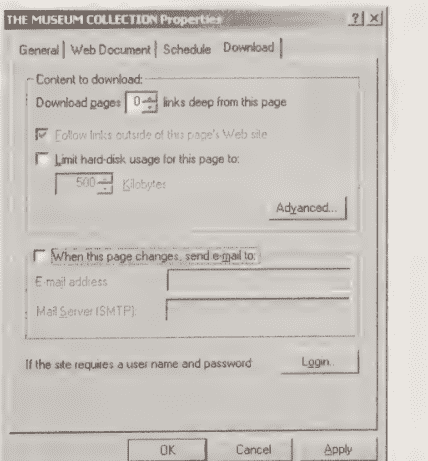 THE MUSEUM COLLECTION Properties
General Web Document Schedule Download
Content to download:
Download pages 0 links deep from this page
Follow links outside of this page's Web site
Limit hard-disk usage for this page to:
500 Kilobytes
Advanced...
When this page changes, send e-mail to:
E-mail address
Mail Server (SMTP):
If the site requires a user name and password
Login...
OK Cancel Apply